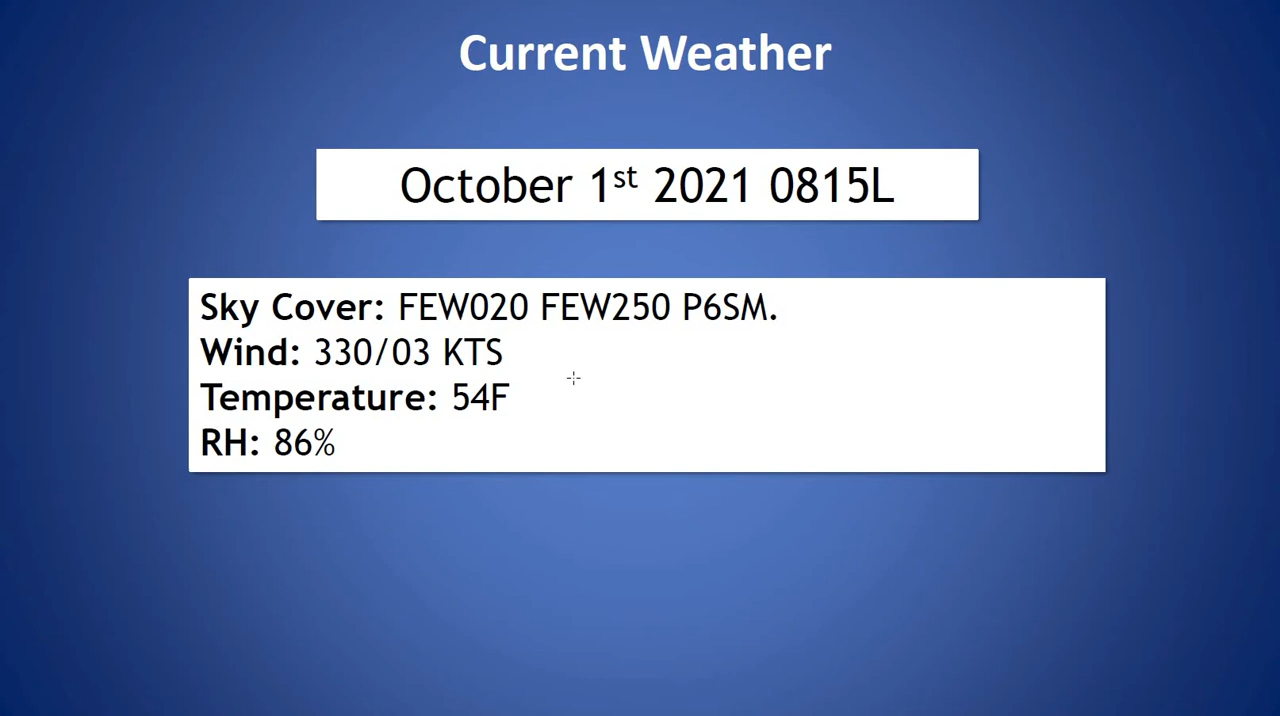 Current Weather
October 1st 2021 0815L
Sky Cover: FEW020 FEW250 P6SM.
Wind: 330/03 KTS
Temperature: 54F
RH: 86%